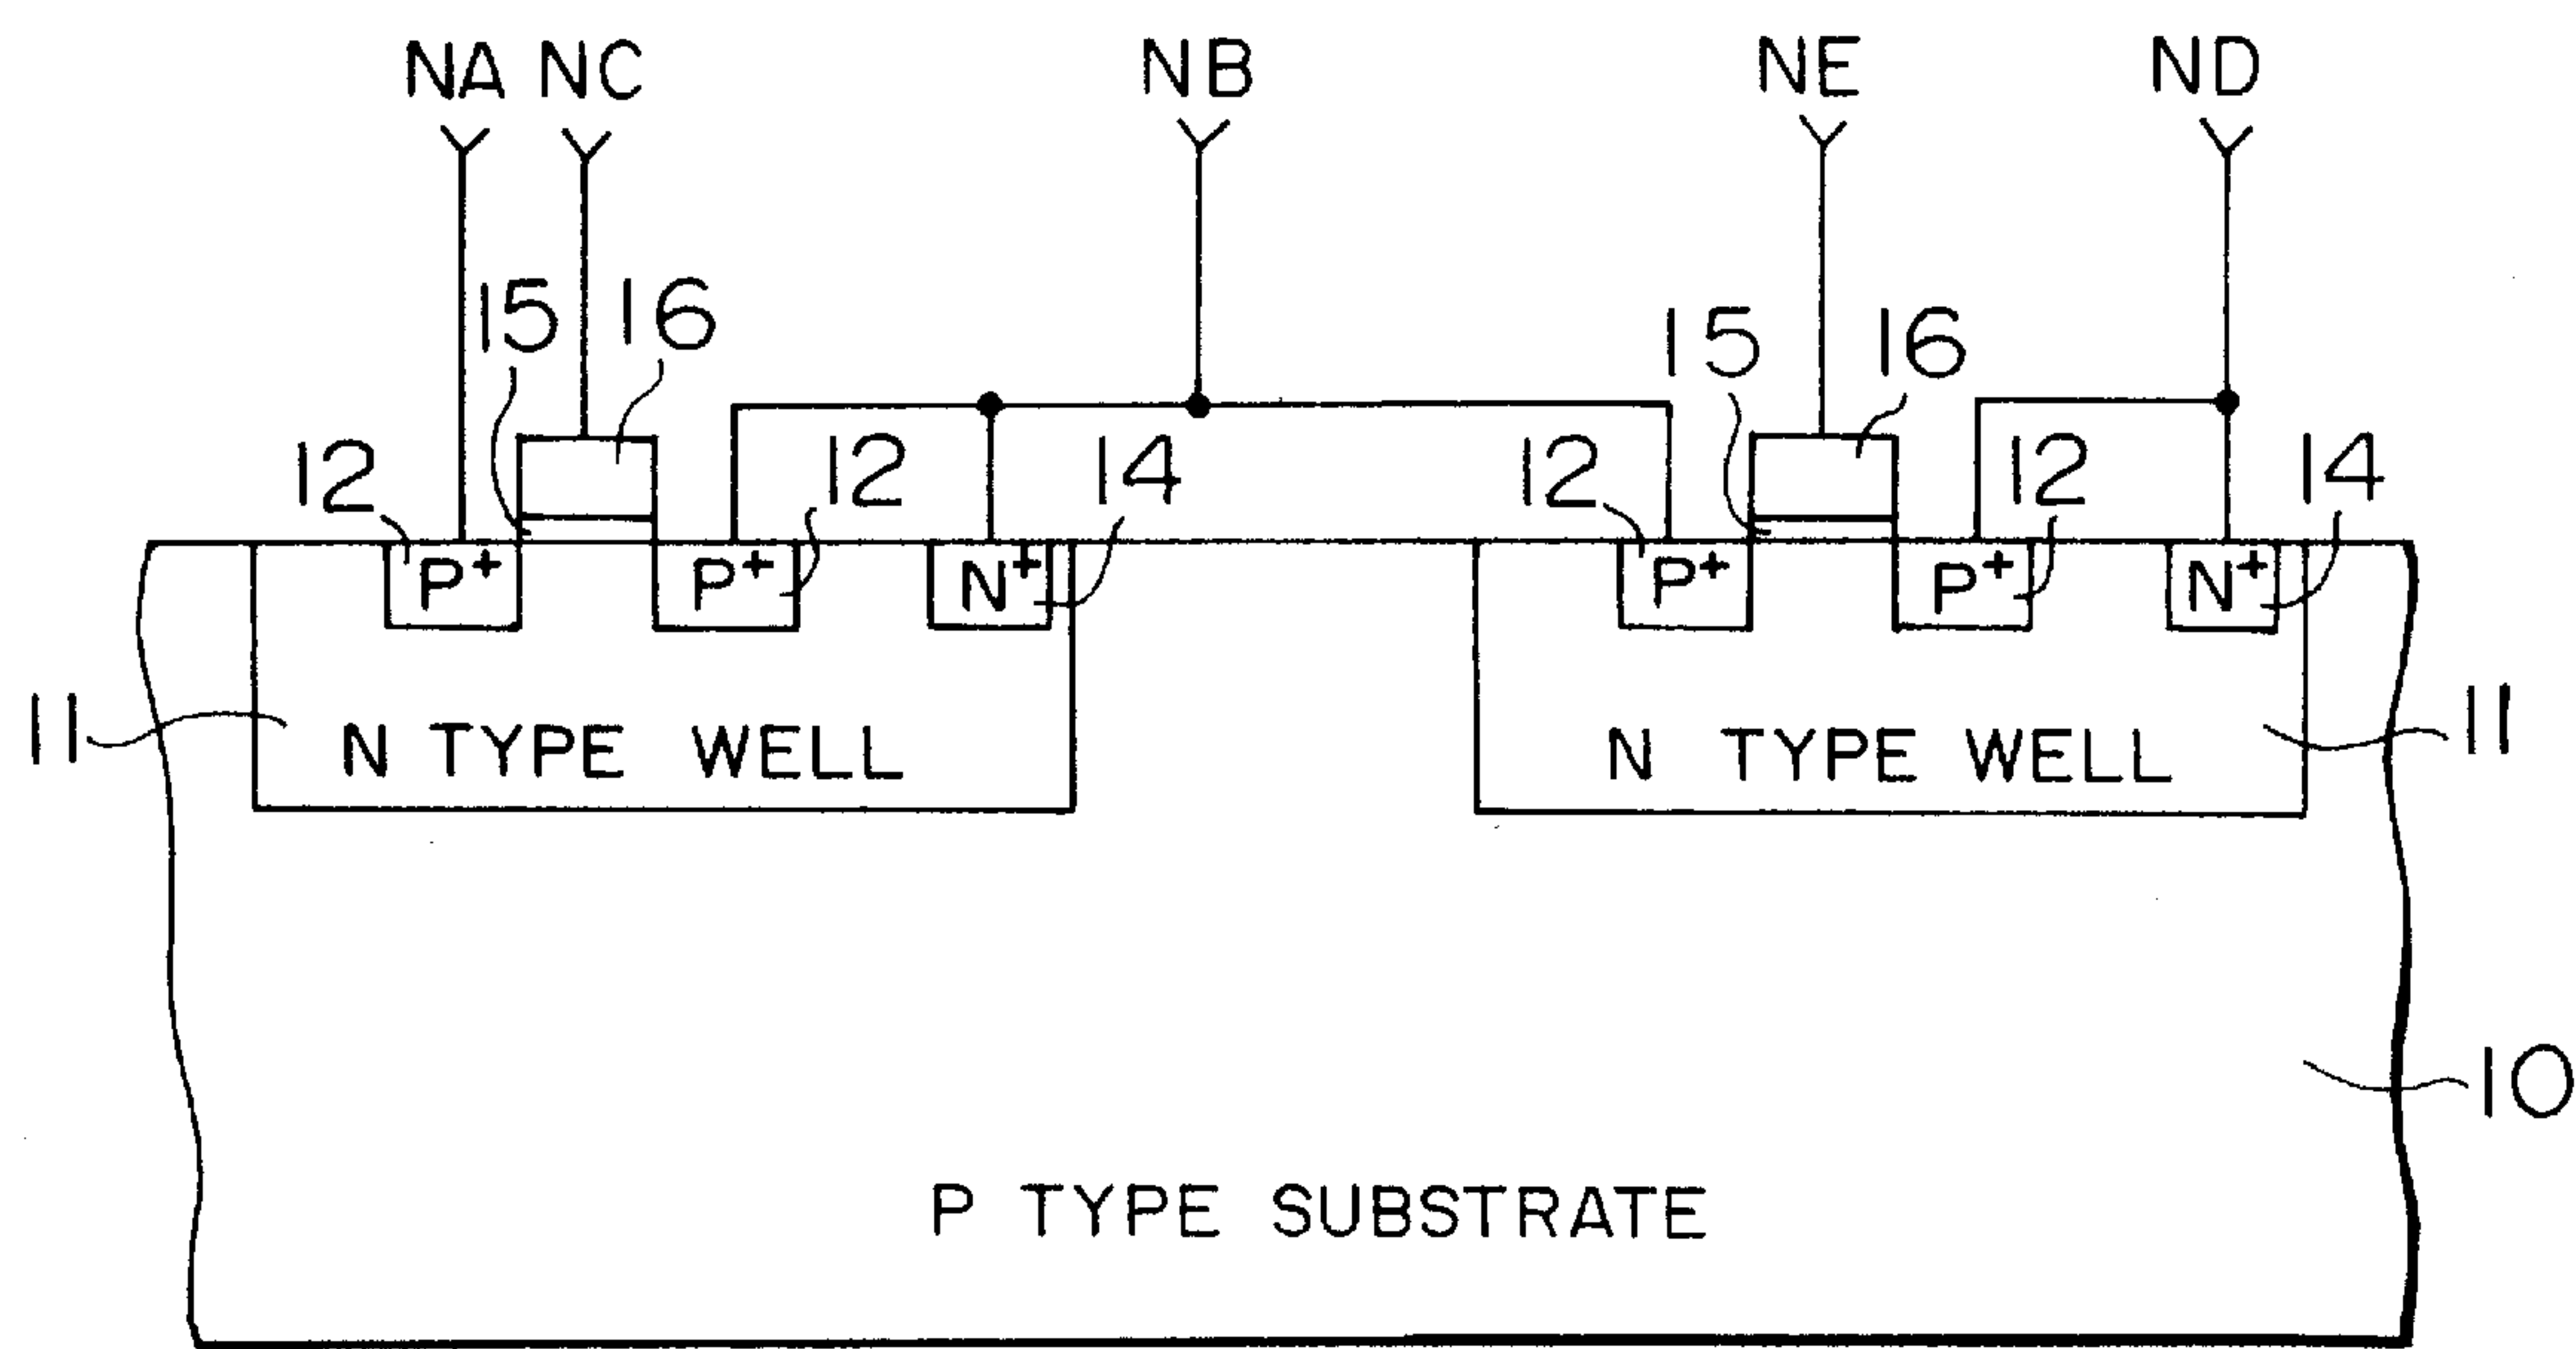 NA NC NB NE ND
15 16 15 16
12 12 14 12 12 14
P+ P+ N+ P+ P+ N+
11 N TYPE WELL N TYPE WELL 11
10
P TYPE SUBSTRATE